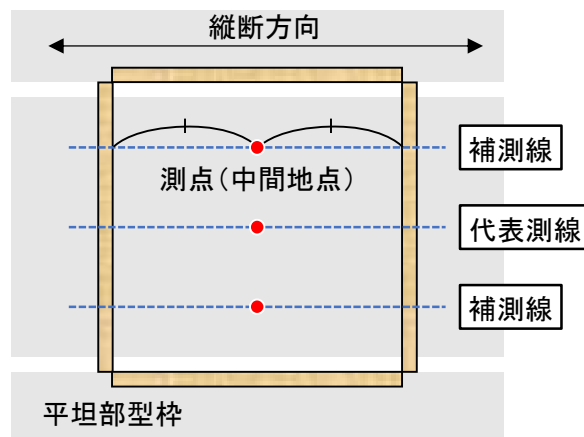 縦断方向
補測線
測点(中間地点)
代表測線
補測線
平坦部型枠